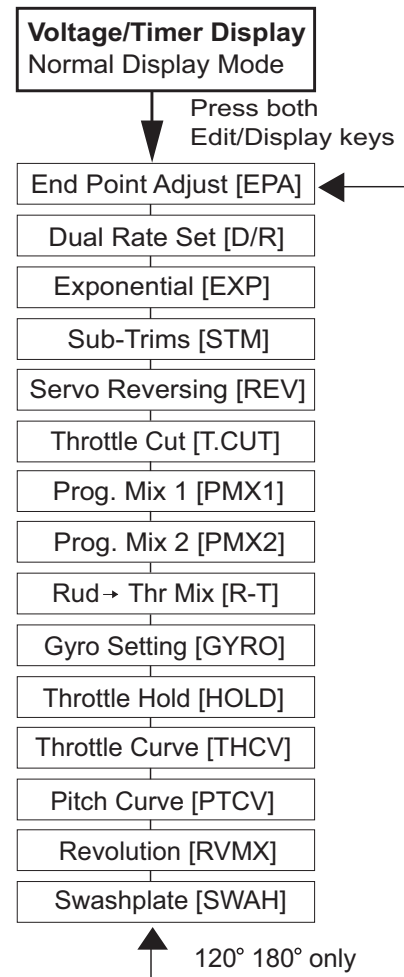 Voltage/Timer Display
Normal Display Mode
Press both
Edit/Display keys
End Point Adjust [EPA]
Dual Rate Set [D/R]
Exponential [EXP]
Sub-Trims [STM]
Servo Reversing [REV]
Throttle Cut [T.CUT]
Prog. Mix 1 [PMX1]
Prog. Mix 2 [PMX2]
Rud→ Thr Mix [R-T]
Gyro Setting [GYRO]
Throttle Hold [HOLD]
Throttle Curve [THCV]
Pitch Curve [PTCV]
Revolution [RVMX]
Swashplate [SWAH]
120° 180° only